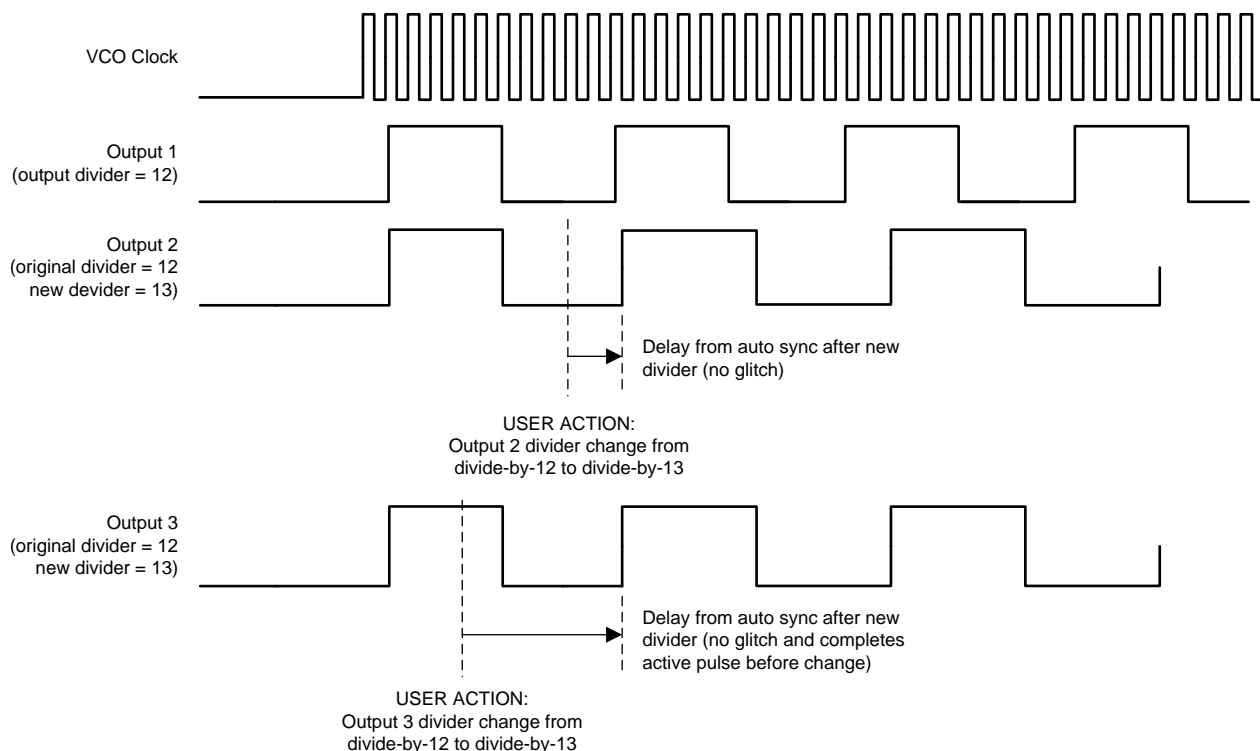 VCO Clock
Output 1
(output divider = 12)
Output 2
(original divider = 12
new devider = 13)
Delay from auto sync after new
divider (no glitch)
USER ACTION:
Output 2 divider change from
divide-by-12 to divide-by-13
Output 3
(original divider = 12
new divider = 13)
Delay from auto sync after new
divider (no glitch and completes
active pulse before change)
USER ACTION:
Output 3 divider change from
divide-by-12 to divide-by-13